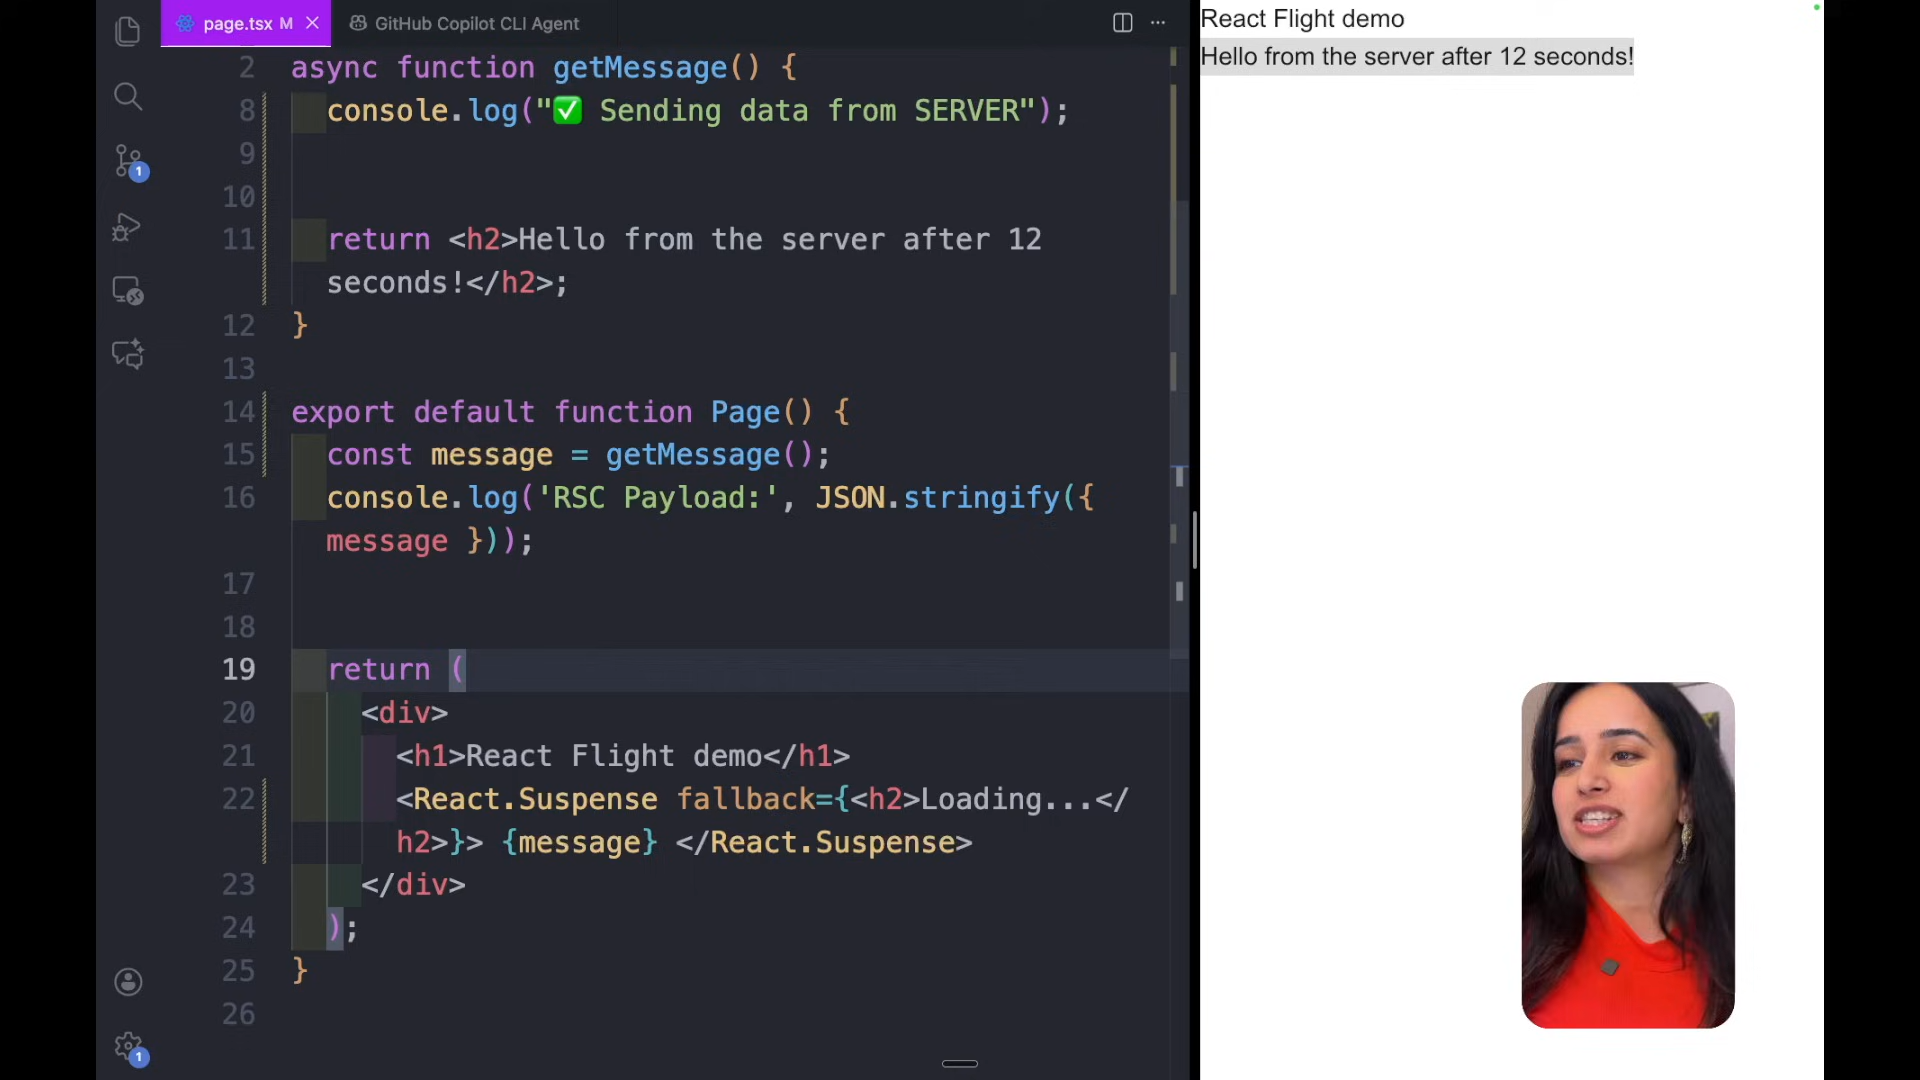 page.tsx M
GitHub Copilot CLI Agent
2 async function getMessage() {
8 console.log("✅ Sending data from SERVER");
9
10
11 return <h2>Hello from the server after 12
seconds!</h2>;
12 }
13
14 export default function Page() {
15 const message = getMessage();
16 console.log('RSC Payload:', JSON.stringify({
message }));
17
18
19 return (
20 <div>
21 <h1>React Flight demo</h1>
22 <React.Suspense fallback={<h2>Loading...</
h2>}> {message} </React.Suspense>
23 </div>
24 );
25 }
26
1
1
React Flight demo
Hello from the server after 12 seconds!